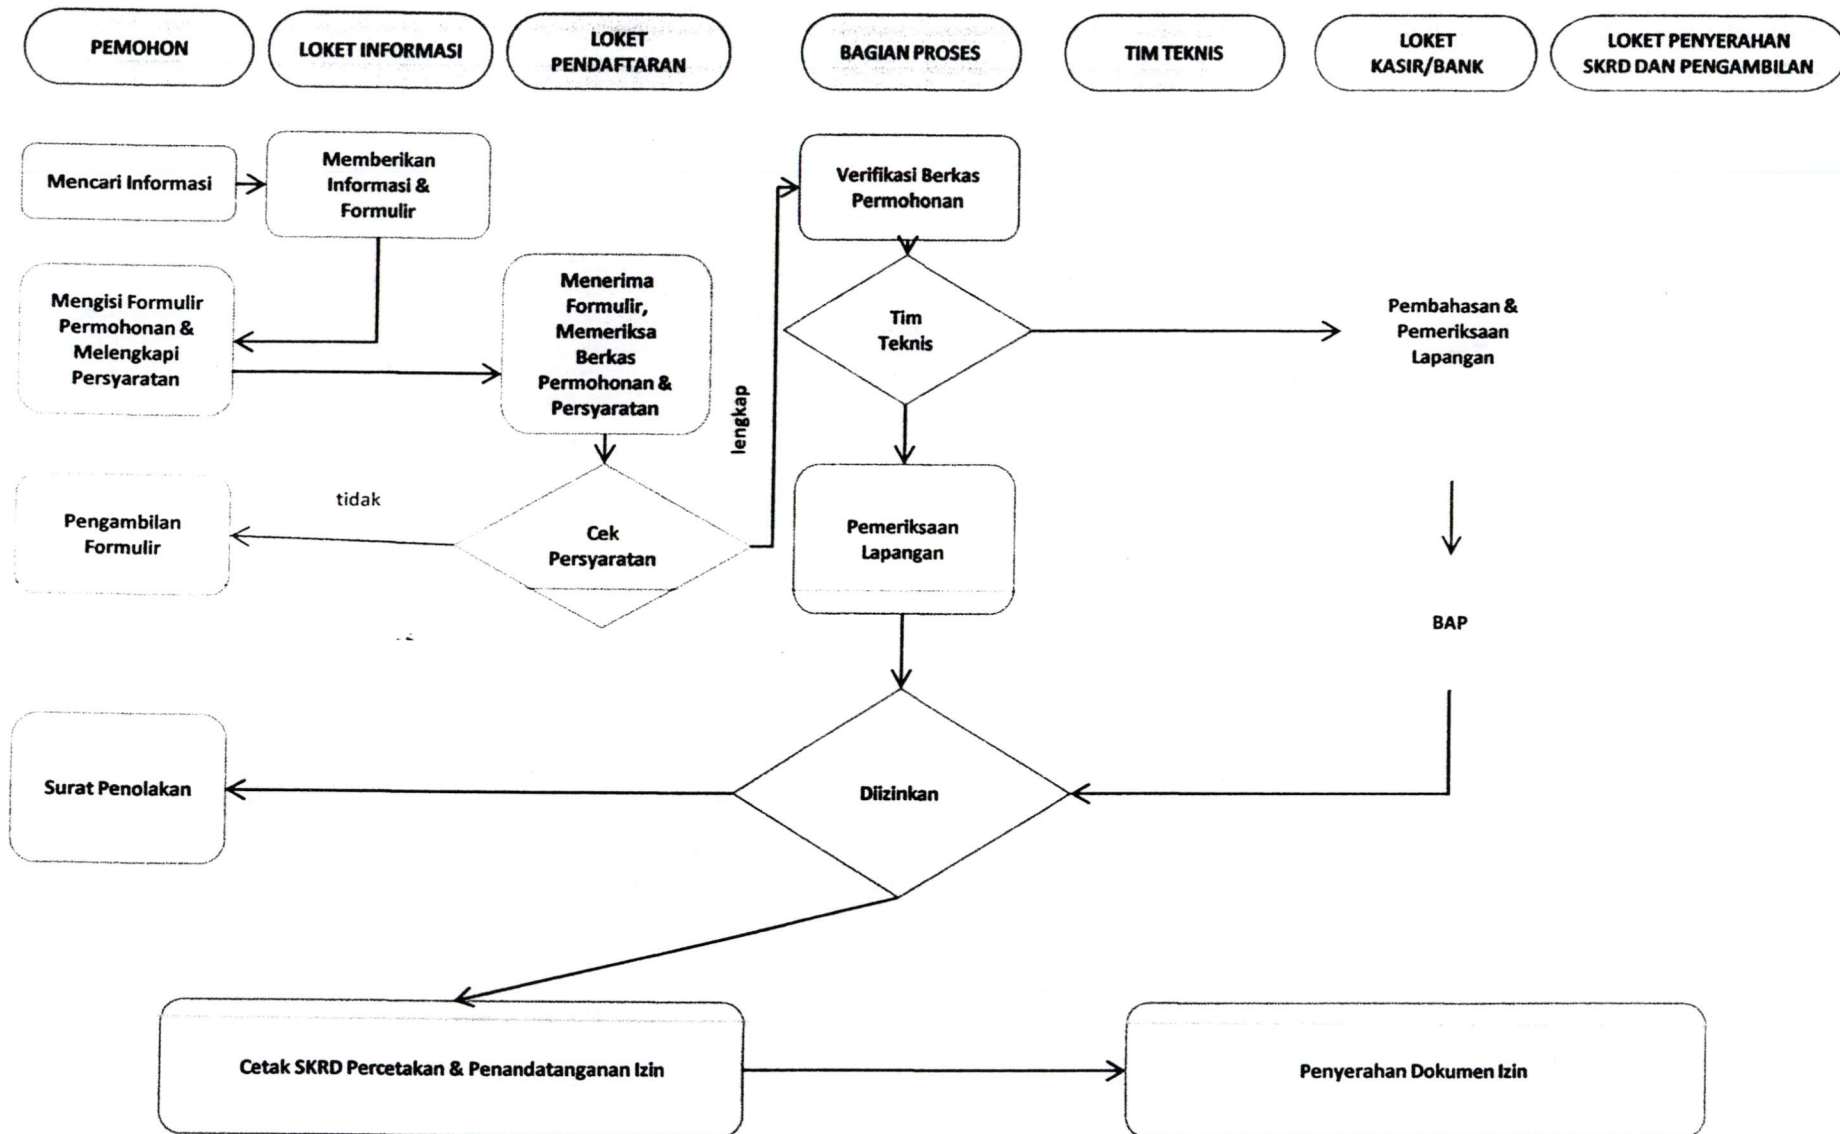 PEMOHON
LOKET INFORMASI
LOKET
PENDAFTARAN
BAGIAN PROSES
TIM TEKNIS
LOKET
KASIR/BANK
LOKET PENYERAHAN
SKRD DAN PENGAMBILAN
Mencari Informasi
Memberikan
Informasi &
Formulir
Verifikasi Berkas
Permohonan
Mengisi Formulir
Permohonan &
Melengkapi
Persyaratan
Menerima
Formulir,
Memeriksa
Berkas
Permohonan &
Persyaratan
lengkap
Tim
Teknis
Pembahasan &
Pemeriksaan
Lapangan
Pengambilan
Formulir
tidak
Cek
Persyaratan
Pemeriksaan
Lapangan
BAP
Surat Penolakan
Diizinkan
Cetak SKRD Percetakan & Penandatanganan Izin
Penyerahan Dokumen Izin